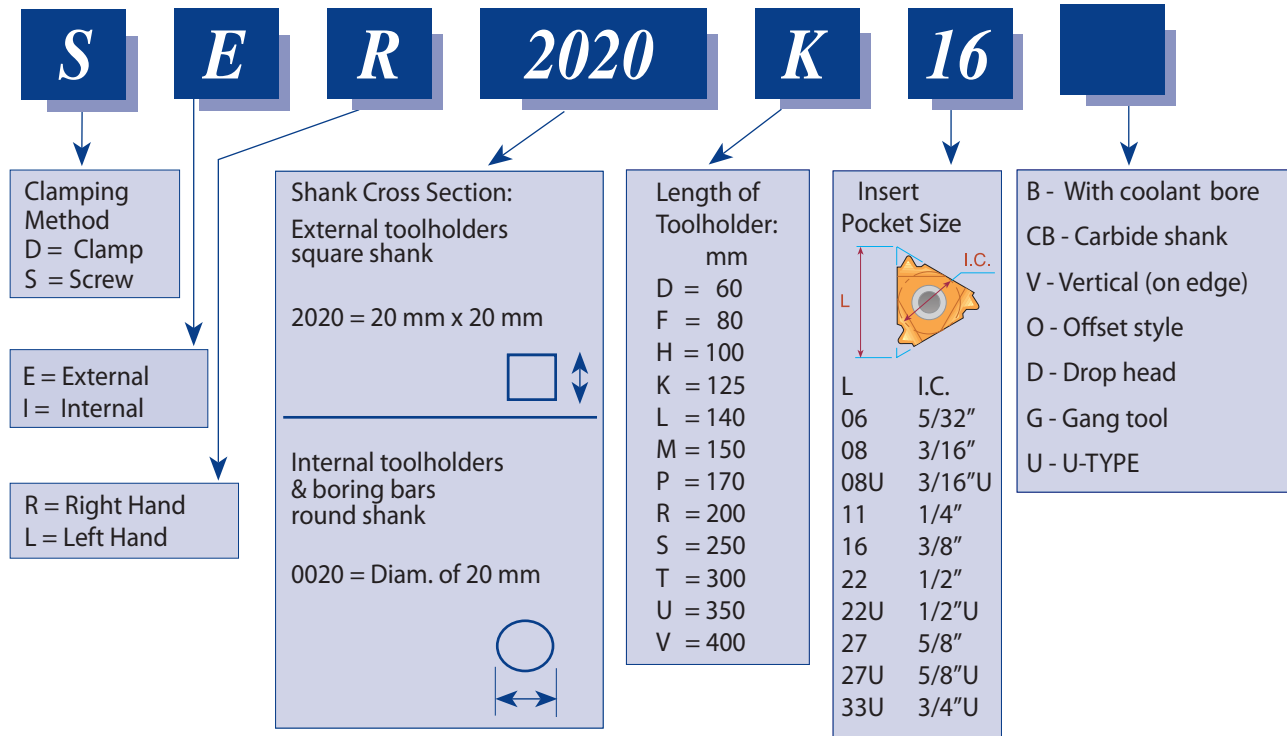 S E R 2020 K 16
Clamping
Method
D = Clamp
S = Screw
E = External
I = Internal
R = Right Hand
L = Left Hand
Shank Cross Section:
External toolholders
square shank
2020 = 20 mm x 20 mm
Internal toolholders
& boring bars
round shank
0020 = Diam. of 20 mm
Length of
Toolholder:
mm
D = 60
F = 80
H = 100
K = 125
L = 140
M = 150
P = 170
R = 200
S = 250
T = 300
U = 350
V = 400
Insert
Pocket Size
I.C.
L
L I.C.
06 5/32”
08 3/16”
08U 3/16”U
11 1/4”
16 3/8”
22 1/2”
22U 1/2”U
27 5/8”
27U 5/8”U
33U 3/4”U
B - With coolant bore
CB - Carbide shank
V - Vertical (on edge)
O - Offset style
D - Drop head
G - Gang tool
U - U-TYPE